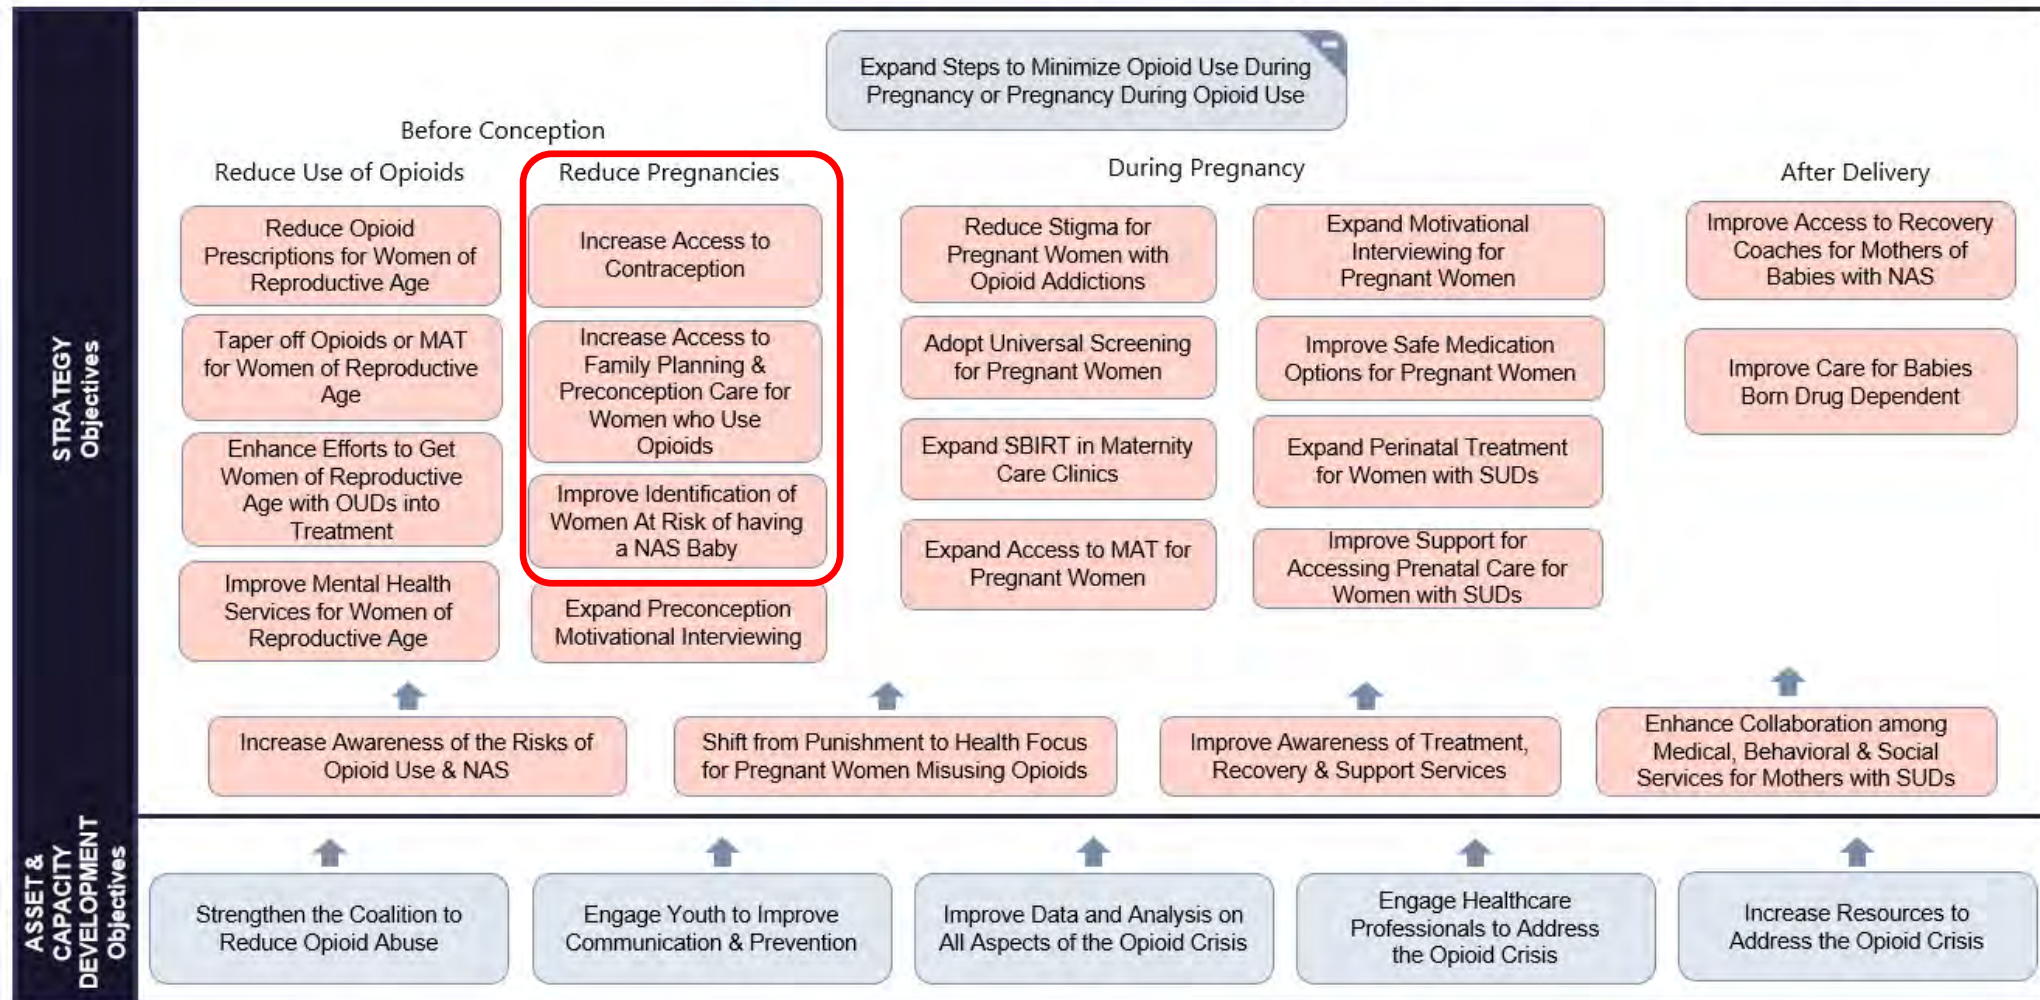 Expand Steps to Minimize Opioid Use During
Pregnancy or Pregnancy During Opioid Use
Before Conception
Reduce Use of Opioids
Reduce Opioid
Prescriptions for Women of
Reproductive Age
Taper off Opioids or MAT
for Women of Reproductive
Age
Enhance Efforts to Get
Women of Reproductive
Age with OUDs into
Treatment
Improve Mental Health
Services for Women of
Reproductive Age
Reduce Pregnancies
Increase Access to
Contraception
Increase Access to
Family Planning &
Preconception Care for
Women who Use
Opioids
Improve Identification of
Women At Risk of having
a NAS Baby
Expand Preconception
Motivational Interviewing
During Pregnancy
Reduce Stigma for
Pregnant Women with
Opioid Addictions
Adopt Universal Screening
for Pregnant Women
Expand SBIRT in Maternity
Care Clinics
Expand Access to MAT for
Pregnant Women
Expand Motivational
Interviewing for
Pregnant Women
Improve Safe Medication
Options for Pregnant Women
Expand Perinatal Treatment
for Women with SUDs
Improve Support for
Accessing Prenatal Care for
Women with SUDs
After Delivery
Improve Access to Recovery
Coaches for Mothers of
Babies with NAS
Improve Care for Babies
Born Drug Dependent
STRATEGY
Objectives
Increase Awareness of the Risks of
Opioid Use & NAS
Shift from Punishment to Health Focus
for Pregnant Women Misusing Opioids
Improve Awareness of Treatment,
Recovery & Support Services
Enhance Collaboration among
Medical, Behavioral & Social
Services for Mothers with SUDs
ASSET &
CAPACITY
DEVELOPMENT
Objectives
Strengthen the Coalition to
Reduce Opioid Abuse
Engage Youth to Improve
Communication & Prevention
Improve Data and Analysis on
All Aspects of the Opioid Crisis
Engage Healthcare
Professionals to Address
the Opioid Crisis
Increase Resources to
Address the Opioid Crisis